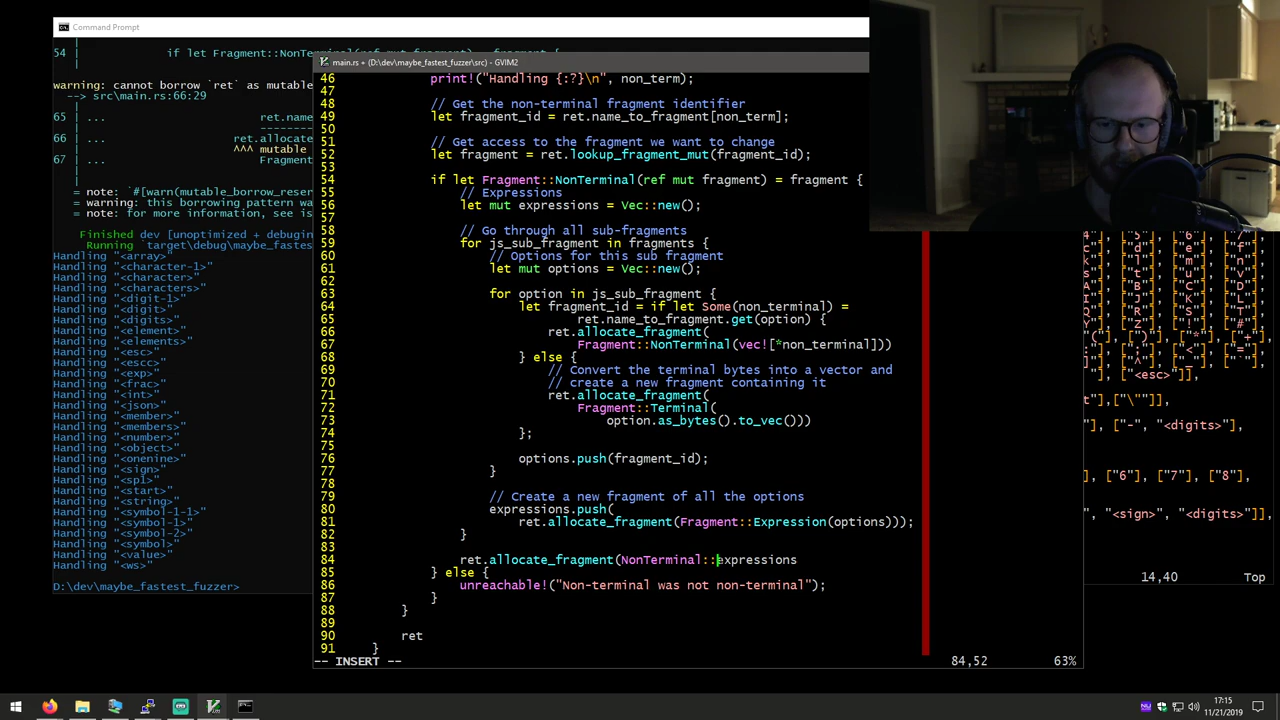 Command Prompt
54 | if let Fragment::NonTerminal(ref mut fragment) = fragment {
warning: cannot borrow `ret` as mutable
--> src\main.rs:66:29
65 | ... ret.name
66 | ... ret.allocate
^^^ mutable
67 | ... Fragment
= note: `#[warn(mutable_borrow_reser
= warning: this borrowing pattern wa
= note: for more information, see is
Finished dev [unoptimized + debugin
Running `target\debug\maybe_fastes
Handling "<array>"
Handling "<character-1>"
Handling "<character>"
Handling "<characters>"
Handling "<digit-1>"
Handling "<digit>"
Handling "<digits>"
Handling "<element>"
Handling "<elements>"
Handling "<esc>"
Handling "<escc>"
Handling "<exp>"
Handling "<frac>"
Handling "<int>"
Handling "<json>"
Handling "<member>"
Handling "<members>"
Handling "<number>"
Handling "<object>"
Handling "<onenine>"
Handling "<sign>"
Handling "<sp1>"
Handling "<start>"
Handling "<string>"
Handling "<symbol-1-1>"
Handling "<symbol-1>"
Handling "<symbol-2>"
Handling "<symbol>"
Handling "<value>"
Handling "<ws>"
D:\dev\maybe_fastest_fuzzer>
main.rs + (D:\dev\maybe_fastest_fuzzer\src) - GVIM2
46 print!("Handling {:?}\n", non_term);
47
48 // Get the non-terminal fragment identifier
49 let fragment_id = ret.name_to_fragment[non_term];
50
51 // Get access to the fragment we want to change
52 let fragment = ret.lookup_fragment_mut(fragment_id);
53
54 if let Fragment::NonTerminal(ref mut fragment) = fragment {
55 // Expressions
56 let mut expressions = Vec::new();
57
58 // Go through all sub-fragments
59 for js_sub_fragment in fragments {
60 // Options for this sub fragment
61 let mut options = Vec::new();
62
63 for option in js_sub_fragment {
64 let fragment_id = if let Some(non_terminal) =
65 ret.name_to_fragment.get(option) {
66 ret.allocate_fragment(
67 Fragment::NonTerminal(vec![*non_terminal]))
68 } else {
69 // Convert the terminal bytes into a vector and
70 // create a new fragment containing it
71 ret.allocate_fragment(
72 Fragment::Terminal(
73 option.as_bytes().to_vec()))
74 };
75
76 options.push(fragment_id);
77 }
78
79 // Create a new fragment of all the options
80 expressions.push(
81 ret.allocate_fragment(Fragment::Expression(options)));
82 }
83
84 ret.allocate_fragment(NonTerminal::expressions
85 } else {
86 unreachable!("Non-terminal was not non-terminal");
87 }
88 }
89
90 ret
91 }
-- INSERT -- 84,52 63%
t"],["\""]],
["<esc>"]],
], ["-", "<digits>"],
], ["6"], ["7"], ["8"],
", "<sign>", "<digits>"]],
14,40 Top
17:15
11/21/2019